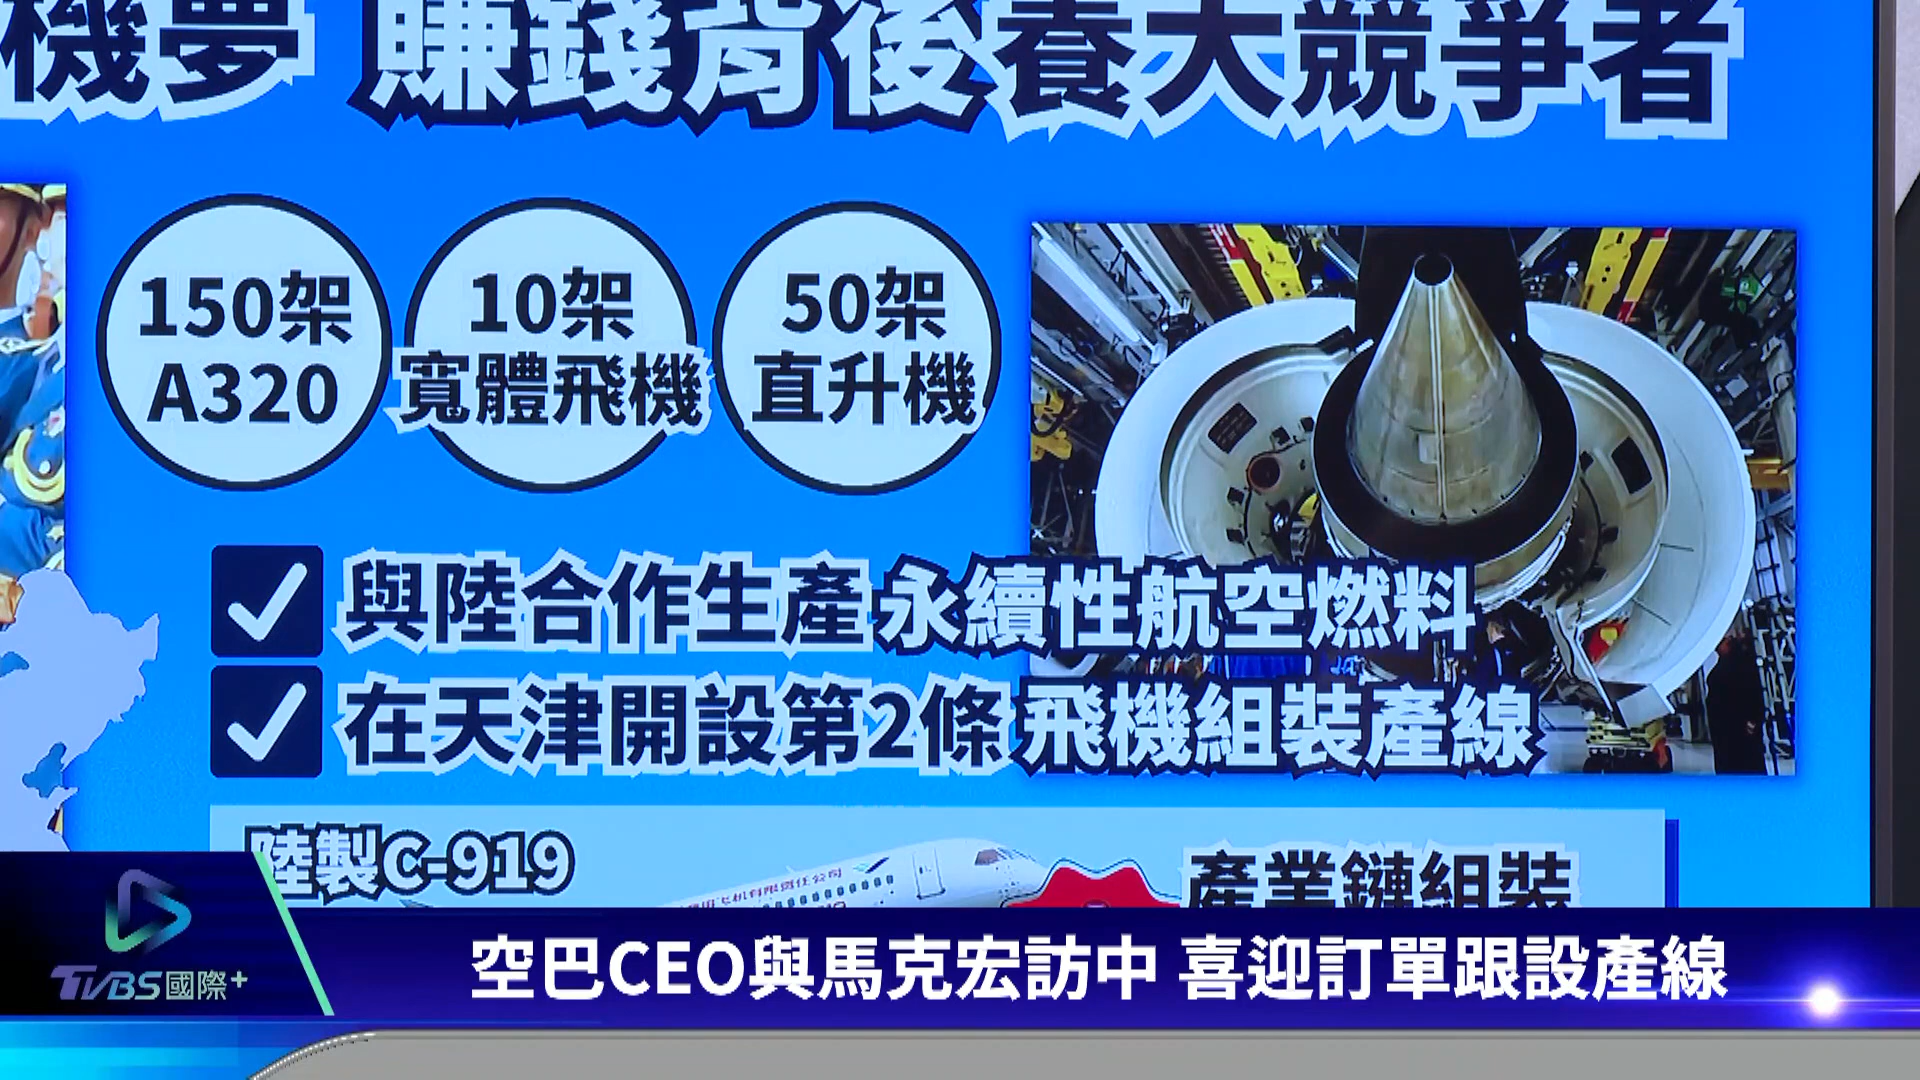 機夢 賺錢背後養大競爭者
150架
A320
10架
寬體飛機
50架
直升機
與陸合作生產永續性航空燃料
在天津開設第2條飛機組裝產線
陸製C-919
產業鏈組裝
TVBS國際+
空巴CEO與馬克宏訪中 喜迎訂單跟設產線